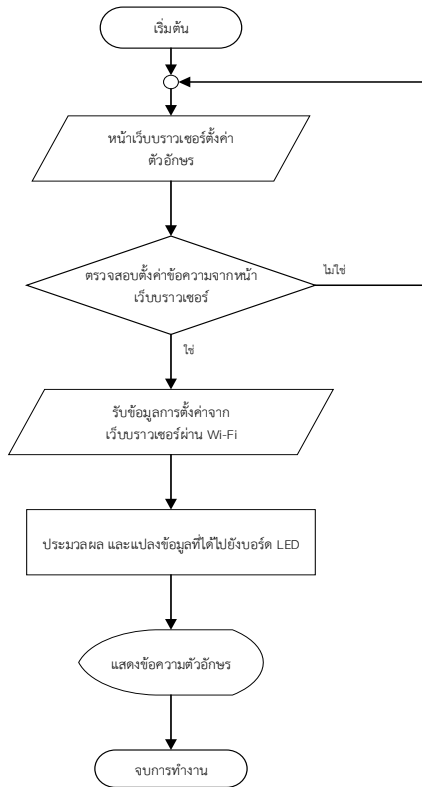 เริ่มต้น
หน้าเว็บบราวเซอร์ตั้งค่า
ตัวอักษร
ตรวจสอบตั้งค่าข้อความจากหน้า
เว็บบราวเซอร์
ไม่ใช่
ใช่
รับข้อมูลการตั้งค่าจาก
เว็บบราวเซอร์ผ่าน Wi-Fi
ประมวลผล และแปลงข้อมูลที่ได้ไปยังบอร์ด LED
แสดงข้อความตัวอักษร
จบการทำงาน